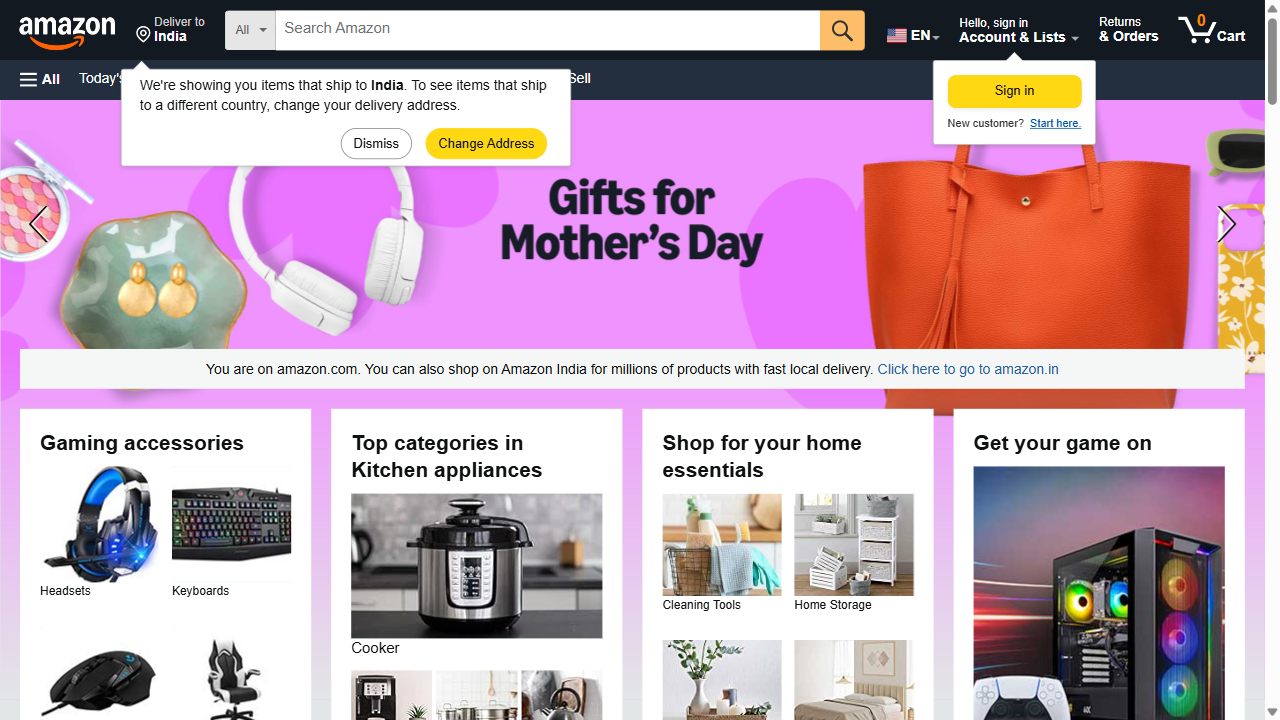 amazon
Deliver to
India
All
Search Amazon
EN
Hello, sign in
Account & Lists
Returns
& Orders
0
Cart
All
Today's
Sell
We're showing you items that ship to India. To see items that ship
to a different country, change your delivery address.
Dismiss
Change Address
Sign in
New customer? Start here.
Gifts for
Mother's Day
You are on amazon.com. You can also shop on Amazon India for millions of products with fast local delivery. Click here to go to amazon.in
Gaming accessories
Headsets
Keyboards
Top categories in
Kitchen appliances
Cooker
Shop for your home
essentials
Cleaning Tools
Home Storage
Get your game on